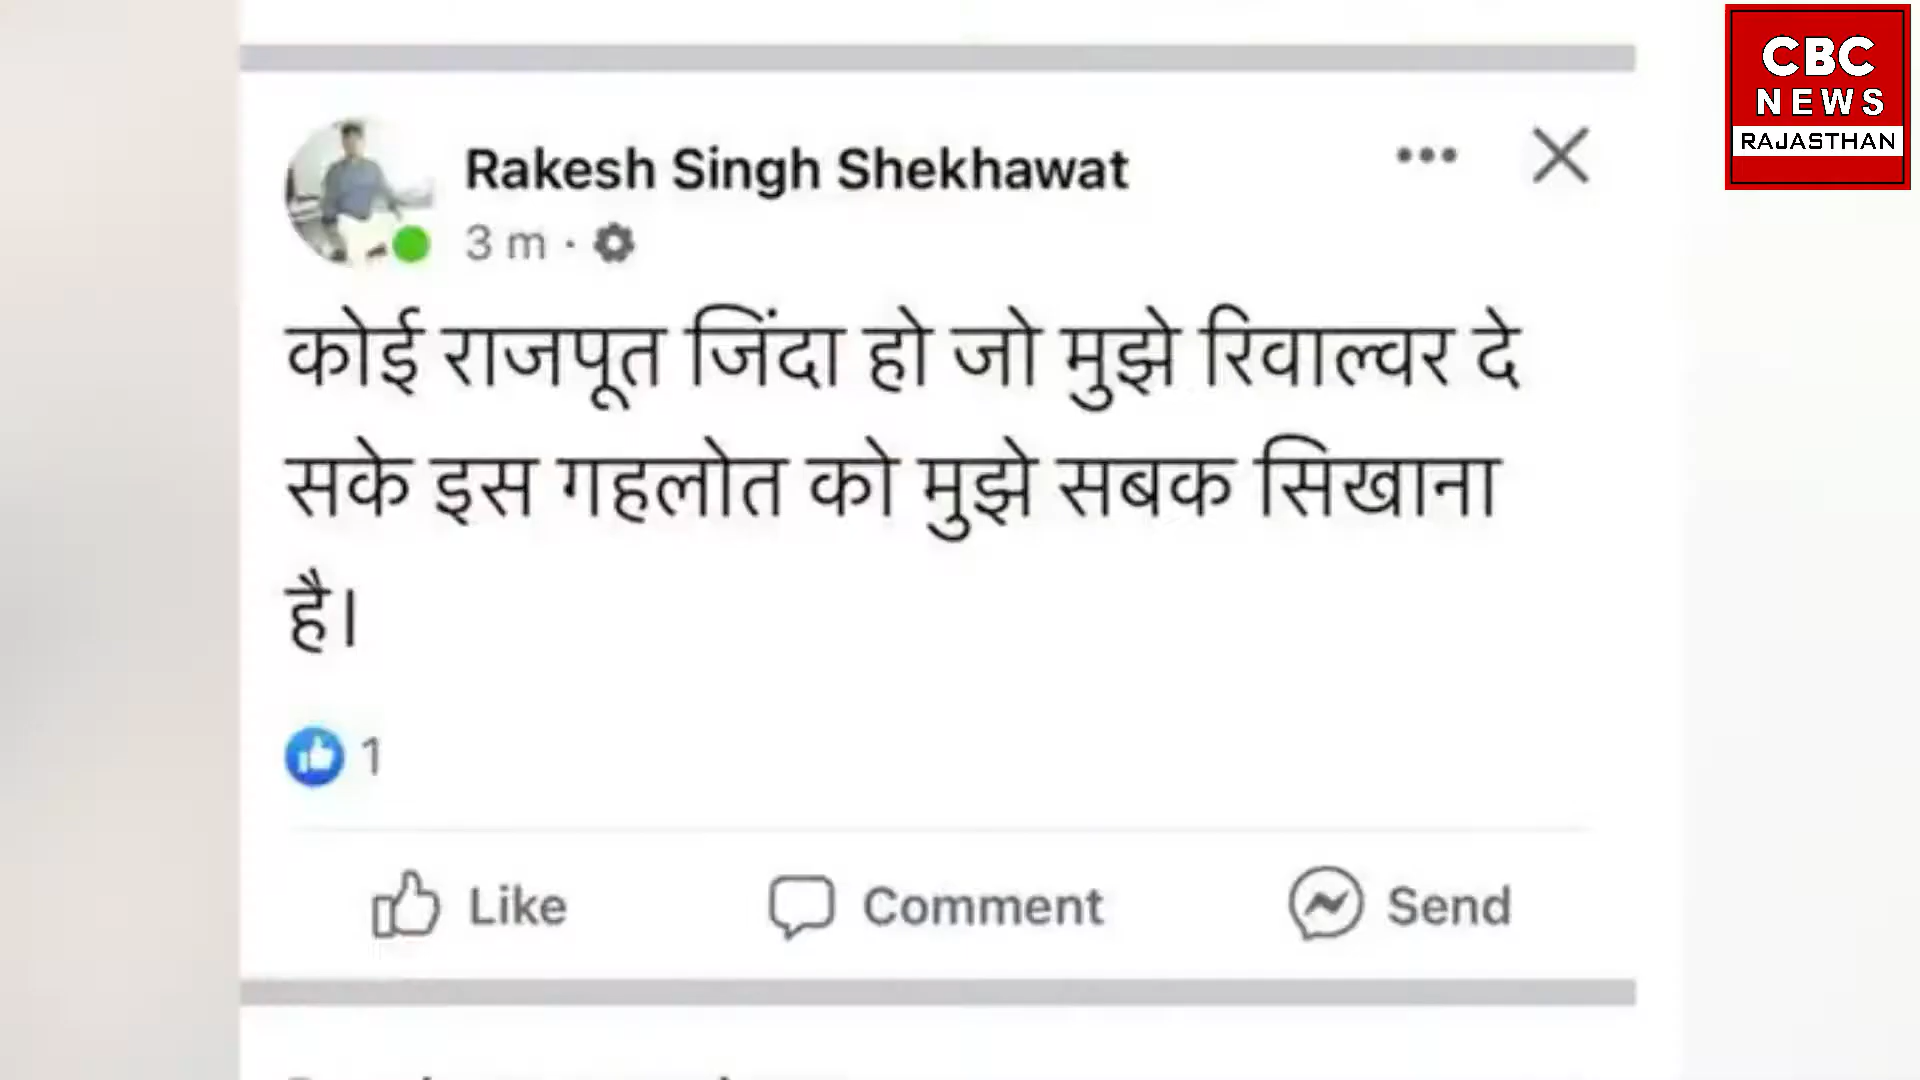 CBC
NEWS
RAJASTHAN
Rakesh Singh Shekhawat
3 m ·
कोई राजपूत जिंदा हो जो मुझे रिवाल्वर दे
सके इस गहलोत को मुझे सबक सिखाना
है।
1
Like Comment Send